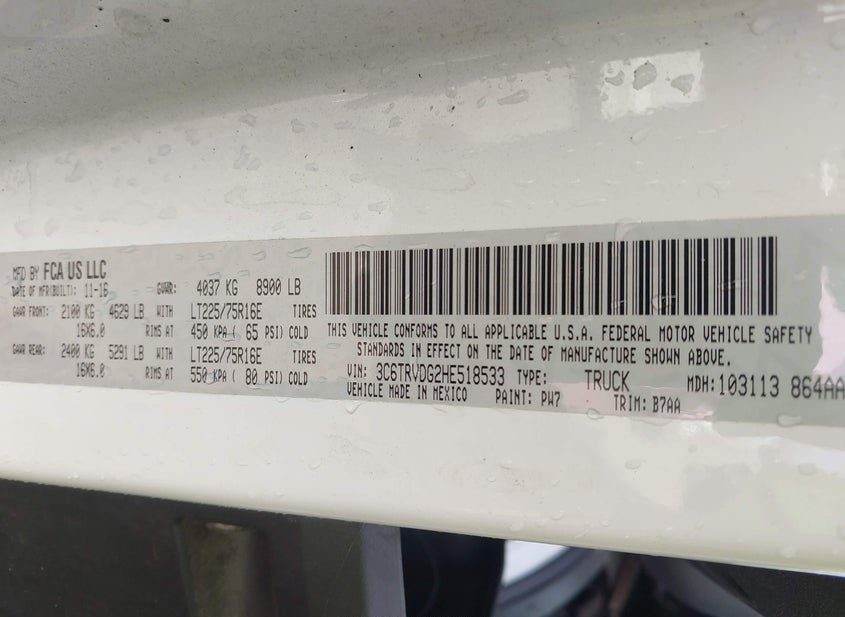 MFD BY FCA US LLC
DATE OF MFR(BUILT): 11-16 GVWR: 4037 KG 8900 LB
GAWR FRONT: 2100 KG 4629 LB WITH LT225/75R16E TIRES
16X6.0 RIMS AT 450 KPA ( 65 PSI) COLD
GAWR REAR: 2400 KG 5291 LB WITH LT225/75R16E TIRES
16X6.0 RIMS AT 550 KPA ( 80 PSI) COLD
THIS VEHICLE CONFORMS TO ALL APPLICABLE U.S.A. FEDERAL MOTOR VEHICLE SAFETY
STANDARDS IN EFFECT ON THE DATE OF MANUFACTURE SHOWN ABOVE.
VIN: 3C6TRVDG2HE518533 TYPE: TRUCK MDH: 103113 864AA
VEHICLE MADE IN MEXICO PAINT: PW7 TRIM: B7AA